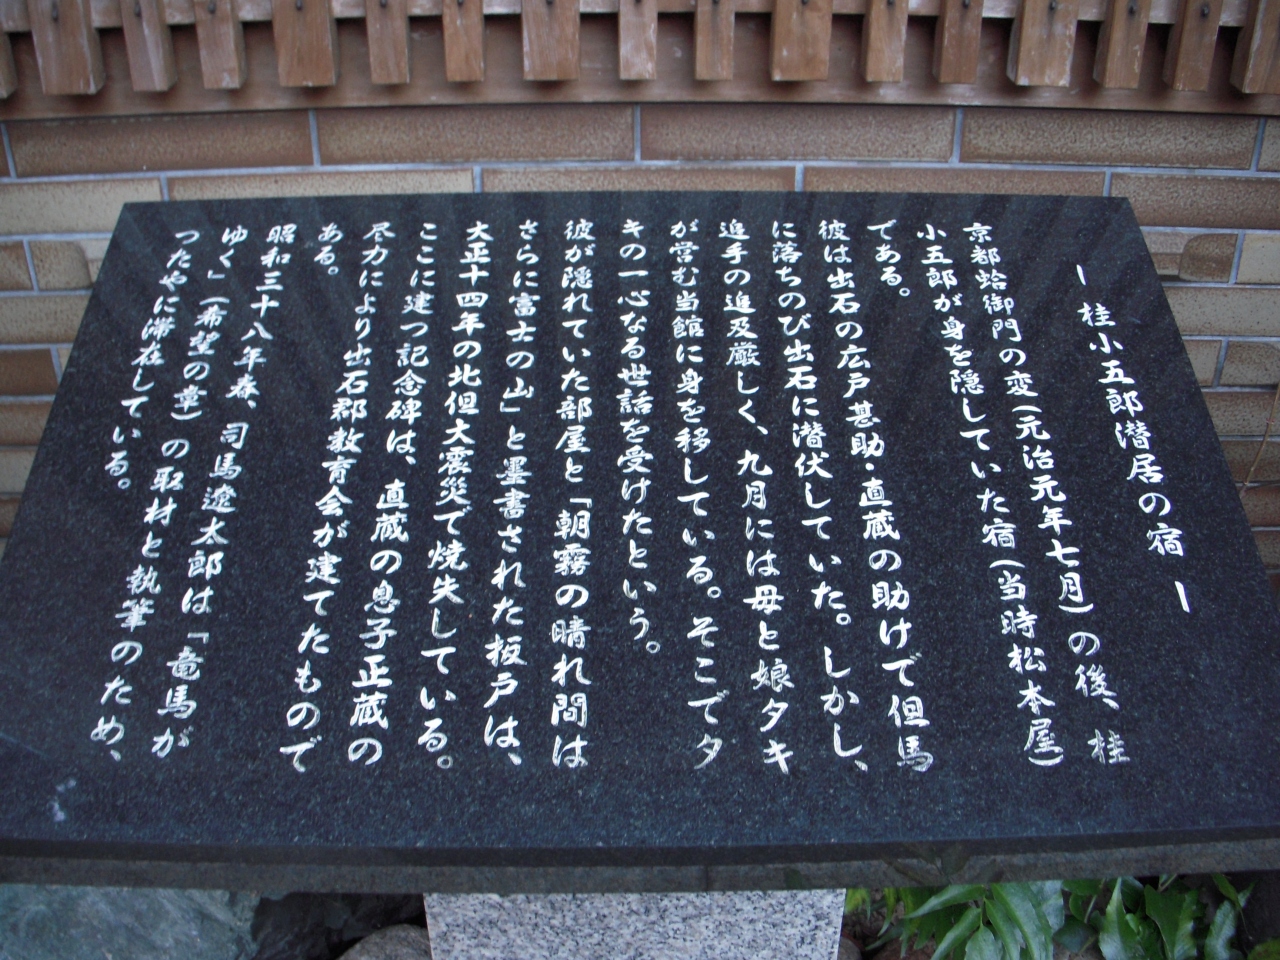 ー 桂小五郎潜居の宿 ー
京都蛤御門の変(元治元年七月)の後、桂
小五郎が身を隠していた宿(当時松本屋)
である。
彼は出石の広戸甚助・直蔵の助けで但馬
に落ちのび出石に潜伏していた。しかし、
追手の追及厳しく、九月には母と娘タキ
が営む当館に身を移している。そこでタ
キの一心なる世話を受けたという。
彼が隠れていた部屋と「朝霧の晴れ間は
さらに富士の山」と墨書された板戸は、
大正十四年の北但大震災で焼失している。
ここに建つ記念碑は、直蔵の息子正蔵の
尽力により出石郡教育会が建てたもので
ある。
昭和三十八年春、司馬遼太郎は「竜馬が
ゆく」(希望の章)の取材と執筆のため、
つたやに滞在している。